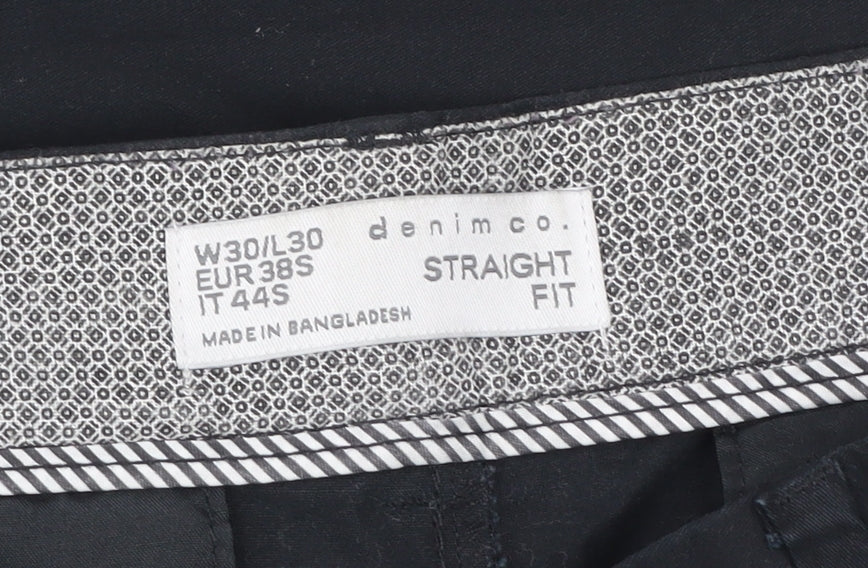 denim co.
W30/L30
EUR 38S
IT 44S
STRAIGHT
FIT
MADE IN BANGLADESH